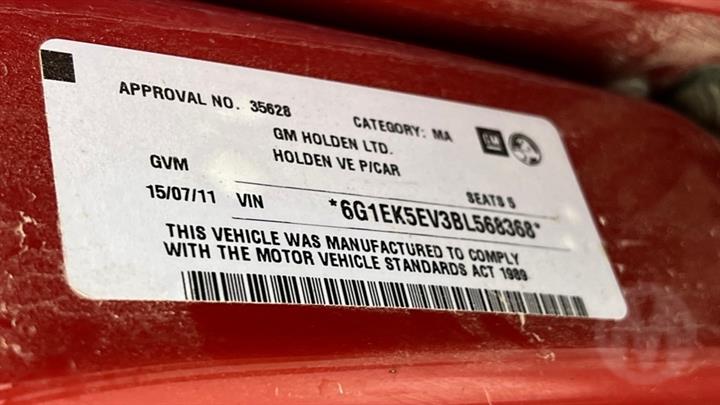 APPROVAL NO. 35628 CATEGORY: MA GM
GM HOLDEN LTD.
GVM HOLDEN VE P/CAR
SEATS 5
15/07/11 VIN *6G1EK5EV3BL568368*
THIS VEHICLE WAS MANUFACTURED TO COMPLY
WITH THE MOTOR VEHICLE STANDARDS ACT 1989